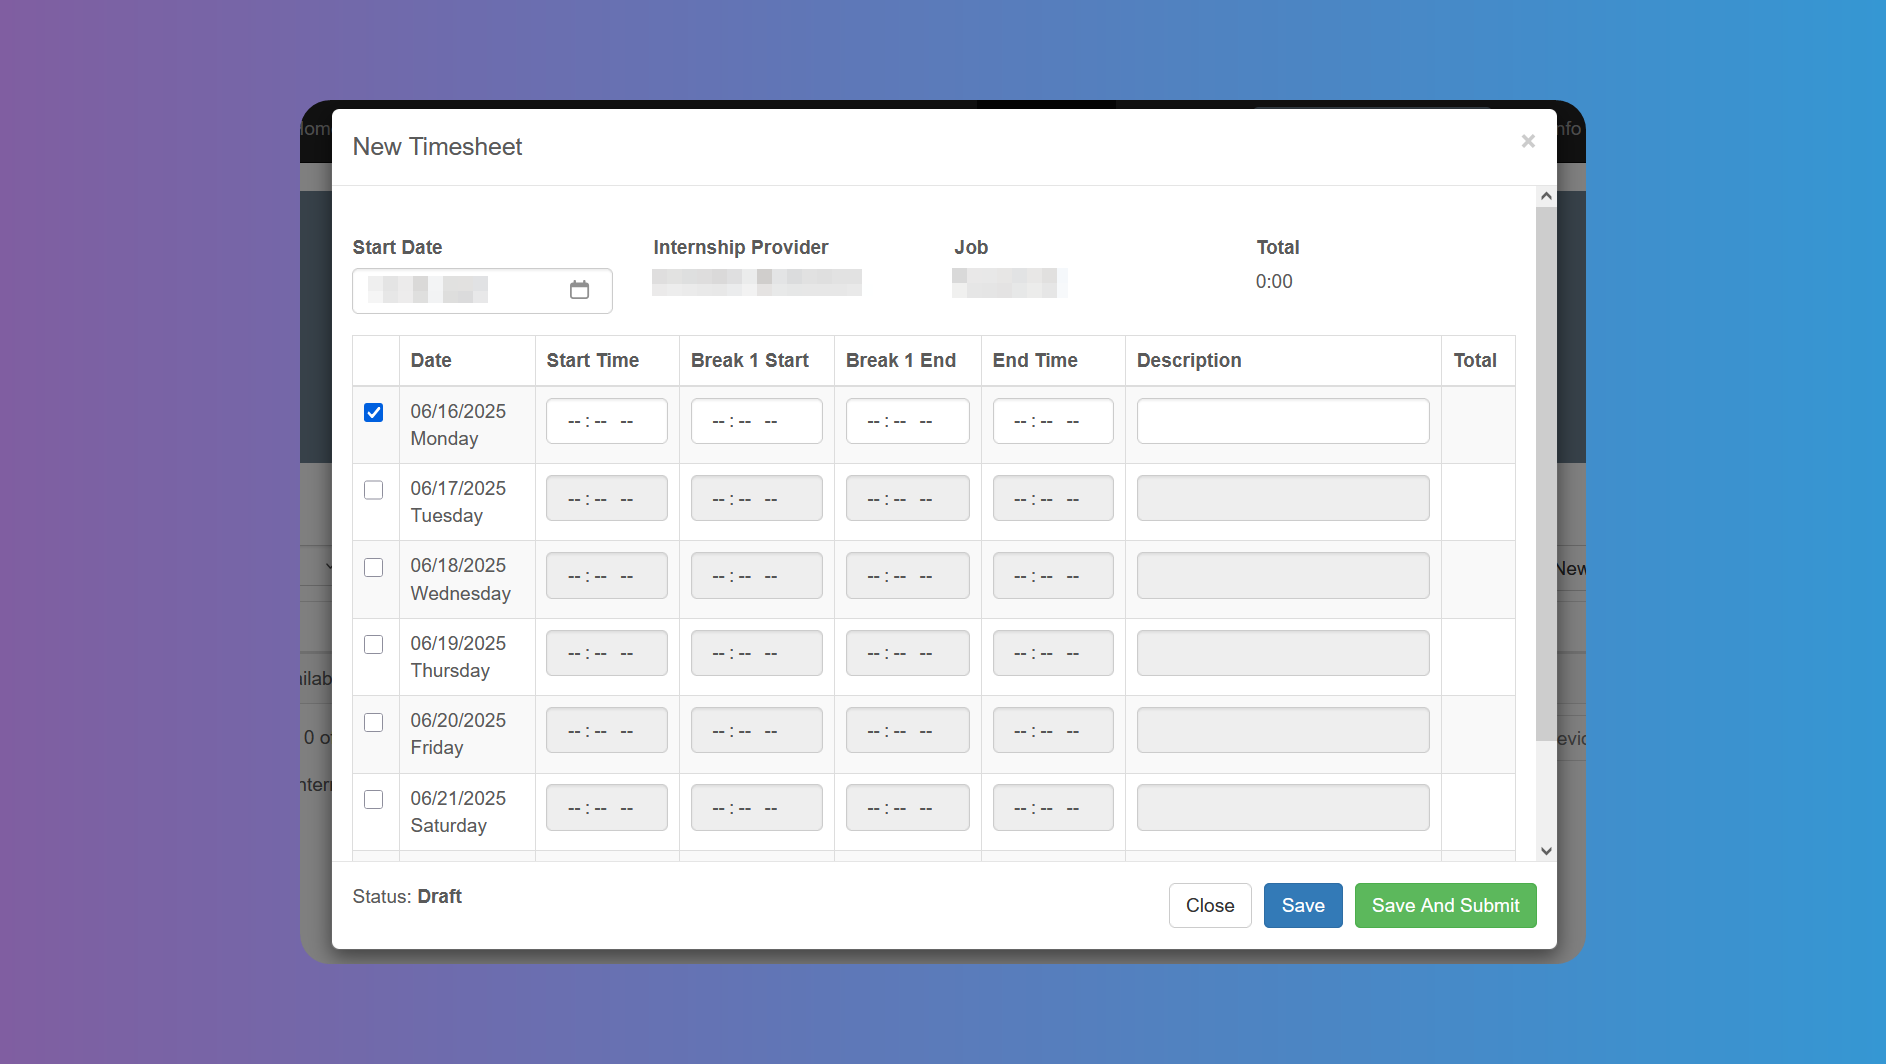 New Timesheet
×
Start Date
Internship Provider
Job
Total
0:00
Date
Start Time
Break 1 Start
Break 1 End
End Time
Description
Total
06/16/2025
Monday
--:-- --
--:-- --
--:-- --
--:-- --
06/17/2025
Tuesday
--:-- --
--:-- --
--:-- --
--:-- --
06/18/2025
Wednesday
--:-- --
--:-- --
--:-- --
--:-- --
06/19/2025
Thursday
--:-- --
--:-- --
--:-- --
--:-- --
06/20/2025
Friday
--:-- --
--:-- --
--:-- --
--:-- --
06/21/2025
Saturday
--:-- --
--:-- --
--:-- --
--:-- --
Status: Draft
Close
Save
Save And Submit
New
0 o